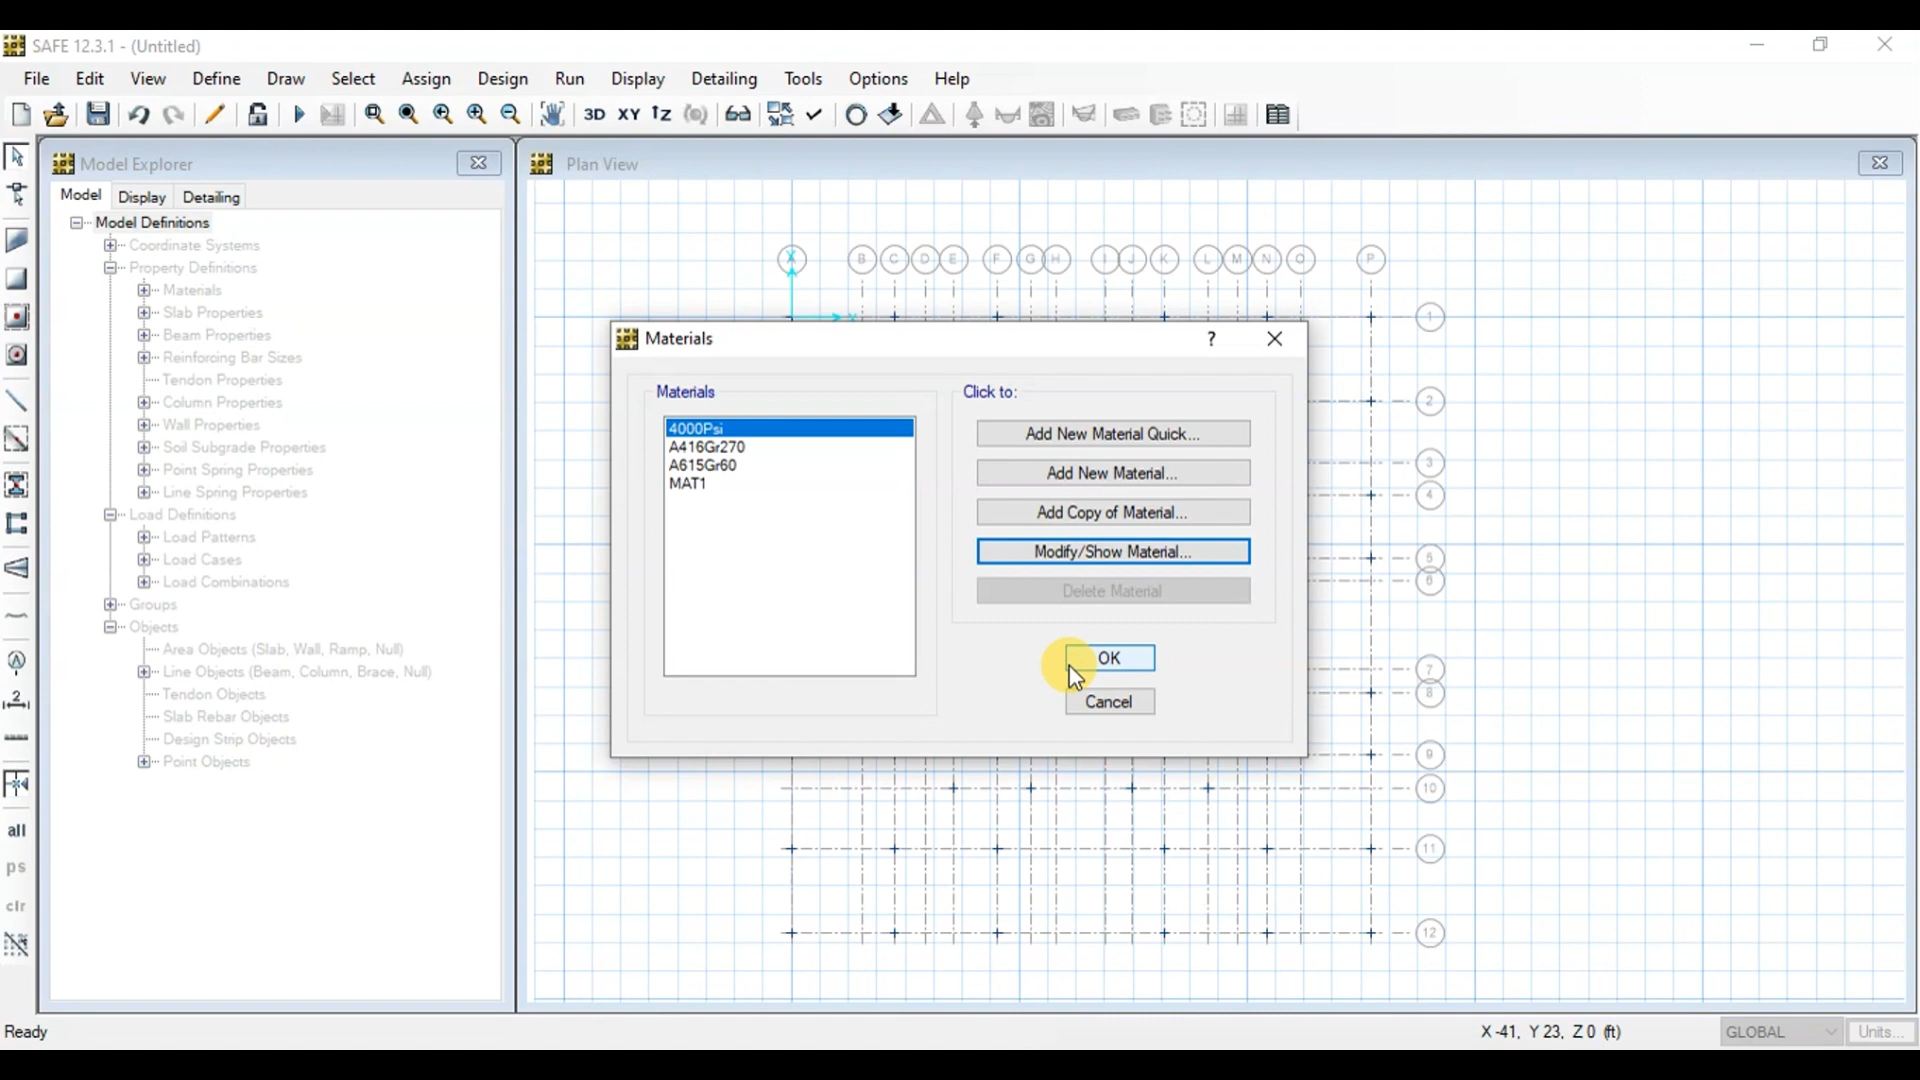 SAFE 12.3.1 - (Untitled)
File Edit View Define Draw Select Assign Design Run Display Detailing Tools Options Help
3D XY
Model Explorer
Model Display Detailing
Model Definitions
Coordinate Systems
Property Definitions
Materials
Slab Properties
Beam Properties
Reinforcing Bar Sizes
Tendon Properties
Column Properties
Wall Properties
Soil Subgrade Properties
Point Spring Properties
Line Spring Properties
Load Definitions
Load Patterns
Load Cases
Load Combinations
Groups
Objects
Area Objects (Slab, Wall, Ramp, Null)
Line Objects (Beam, Column, Brace, Null)
Tendon Objects
Slab Rebar Objects
Design Strip Objects
Point Objects
all
ps
clr
Plan View
B C D E F G H I J K L M N O P
1
2
3
4
5
6
7
8
9
10
11
12
Materials
?
Materials
4000Psi
A416Gr270
A615Gr60
MAT1
Click to:
Add New Material Quick...
Add New Material...
Add Copy of Material...
Modify/Show Material...
Delete Material
OK
Cancel
Ready
X -41, Y 23, Z 0 (ft)
GLOBAL
Units...